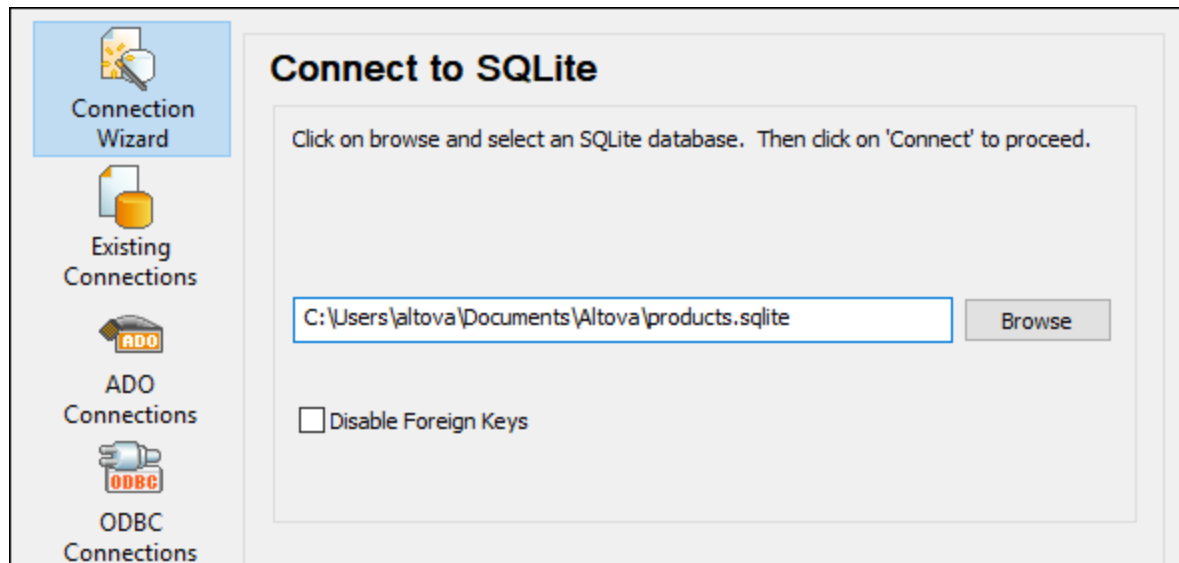 Connection
Wizard
Existing
Connections
ADO
ADO
Connections
ODBC
ODBC
Connections
Connect to SQLite
Click on browse and select an SQLite database.  Then click on 'Connect' to proceed.
C:\Users\altova\Documents\Altova\products.sqlite
Browse
Disable Foreign Keys